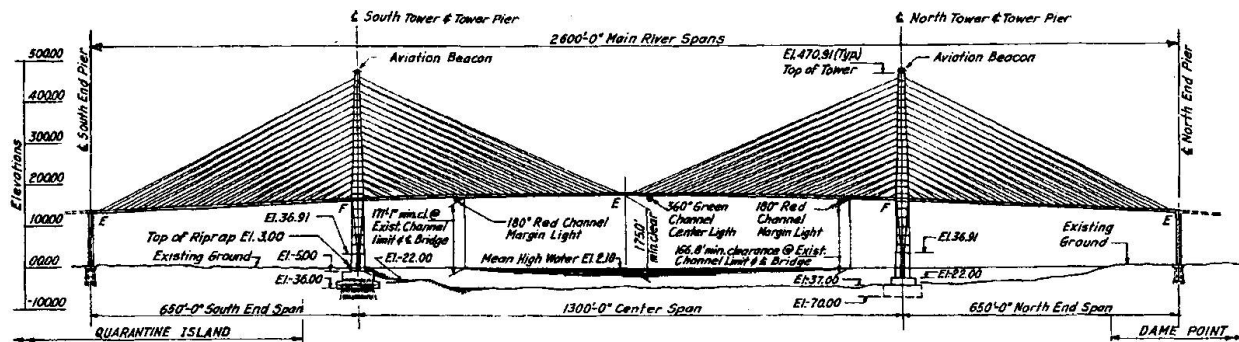 ℄ South Tower & Tower Pier
℄ North Tower & Tower Pier
2600'-0" Main River Spans
500.00
400.00
300.00
200.00
100.00
00.00
-100.00
Elevations
℄ South End Pier
Aviation Beacon
El. 470.91 (Typ.)
Top of Tower
Aviation Beacon
℄ North End Pier
E
F
E
F
E
El. 36.91
Top of Riprap El. 3.00
Existing Ground
El.-5.00
El.-36.00
171'-1" min. cl. @
Exist. Channel
limit & ℄ Bridge
El.-22.00
180° Red Channel
Margin Light
Mean High Water El. 2.18
175.0'
min. clear
360° Green
Channel
Center Ligth
180° Red
Channel
Margin Light
166.8' min. clearance @ Exist.
Channel Limit & ℄ Bridge
El. 36.91
Existing
Ground
El.-22.00
El.-37.00
El.-70.00
650'-0" South End Span
1300'-0" Center Span
650'-0" North End Span
QUARANTINE ISLAND
DAME POINT